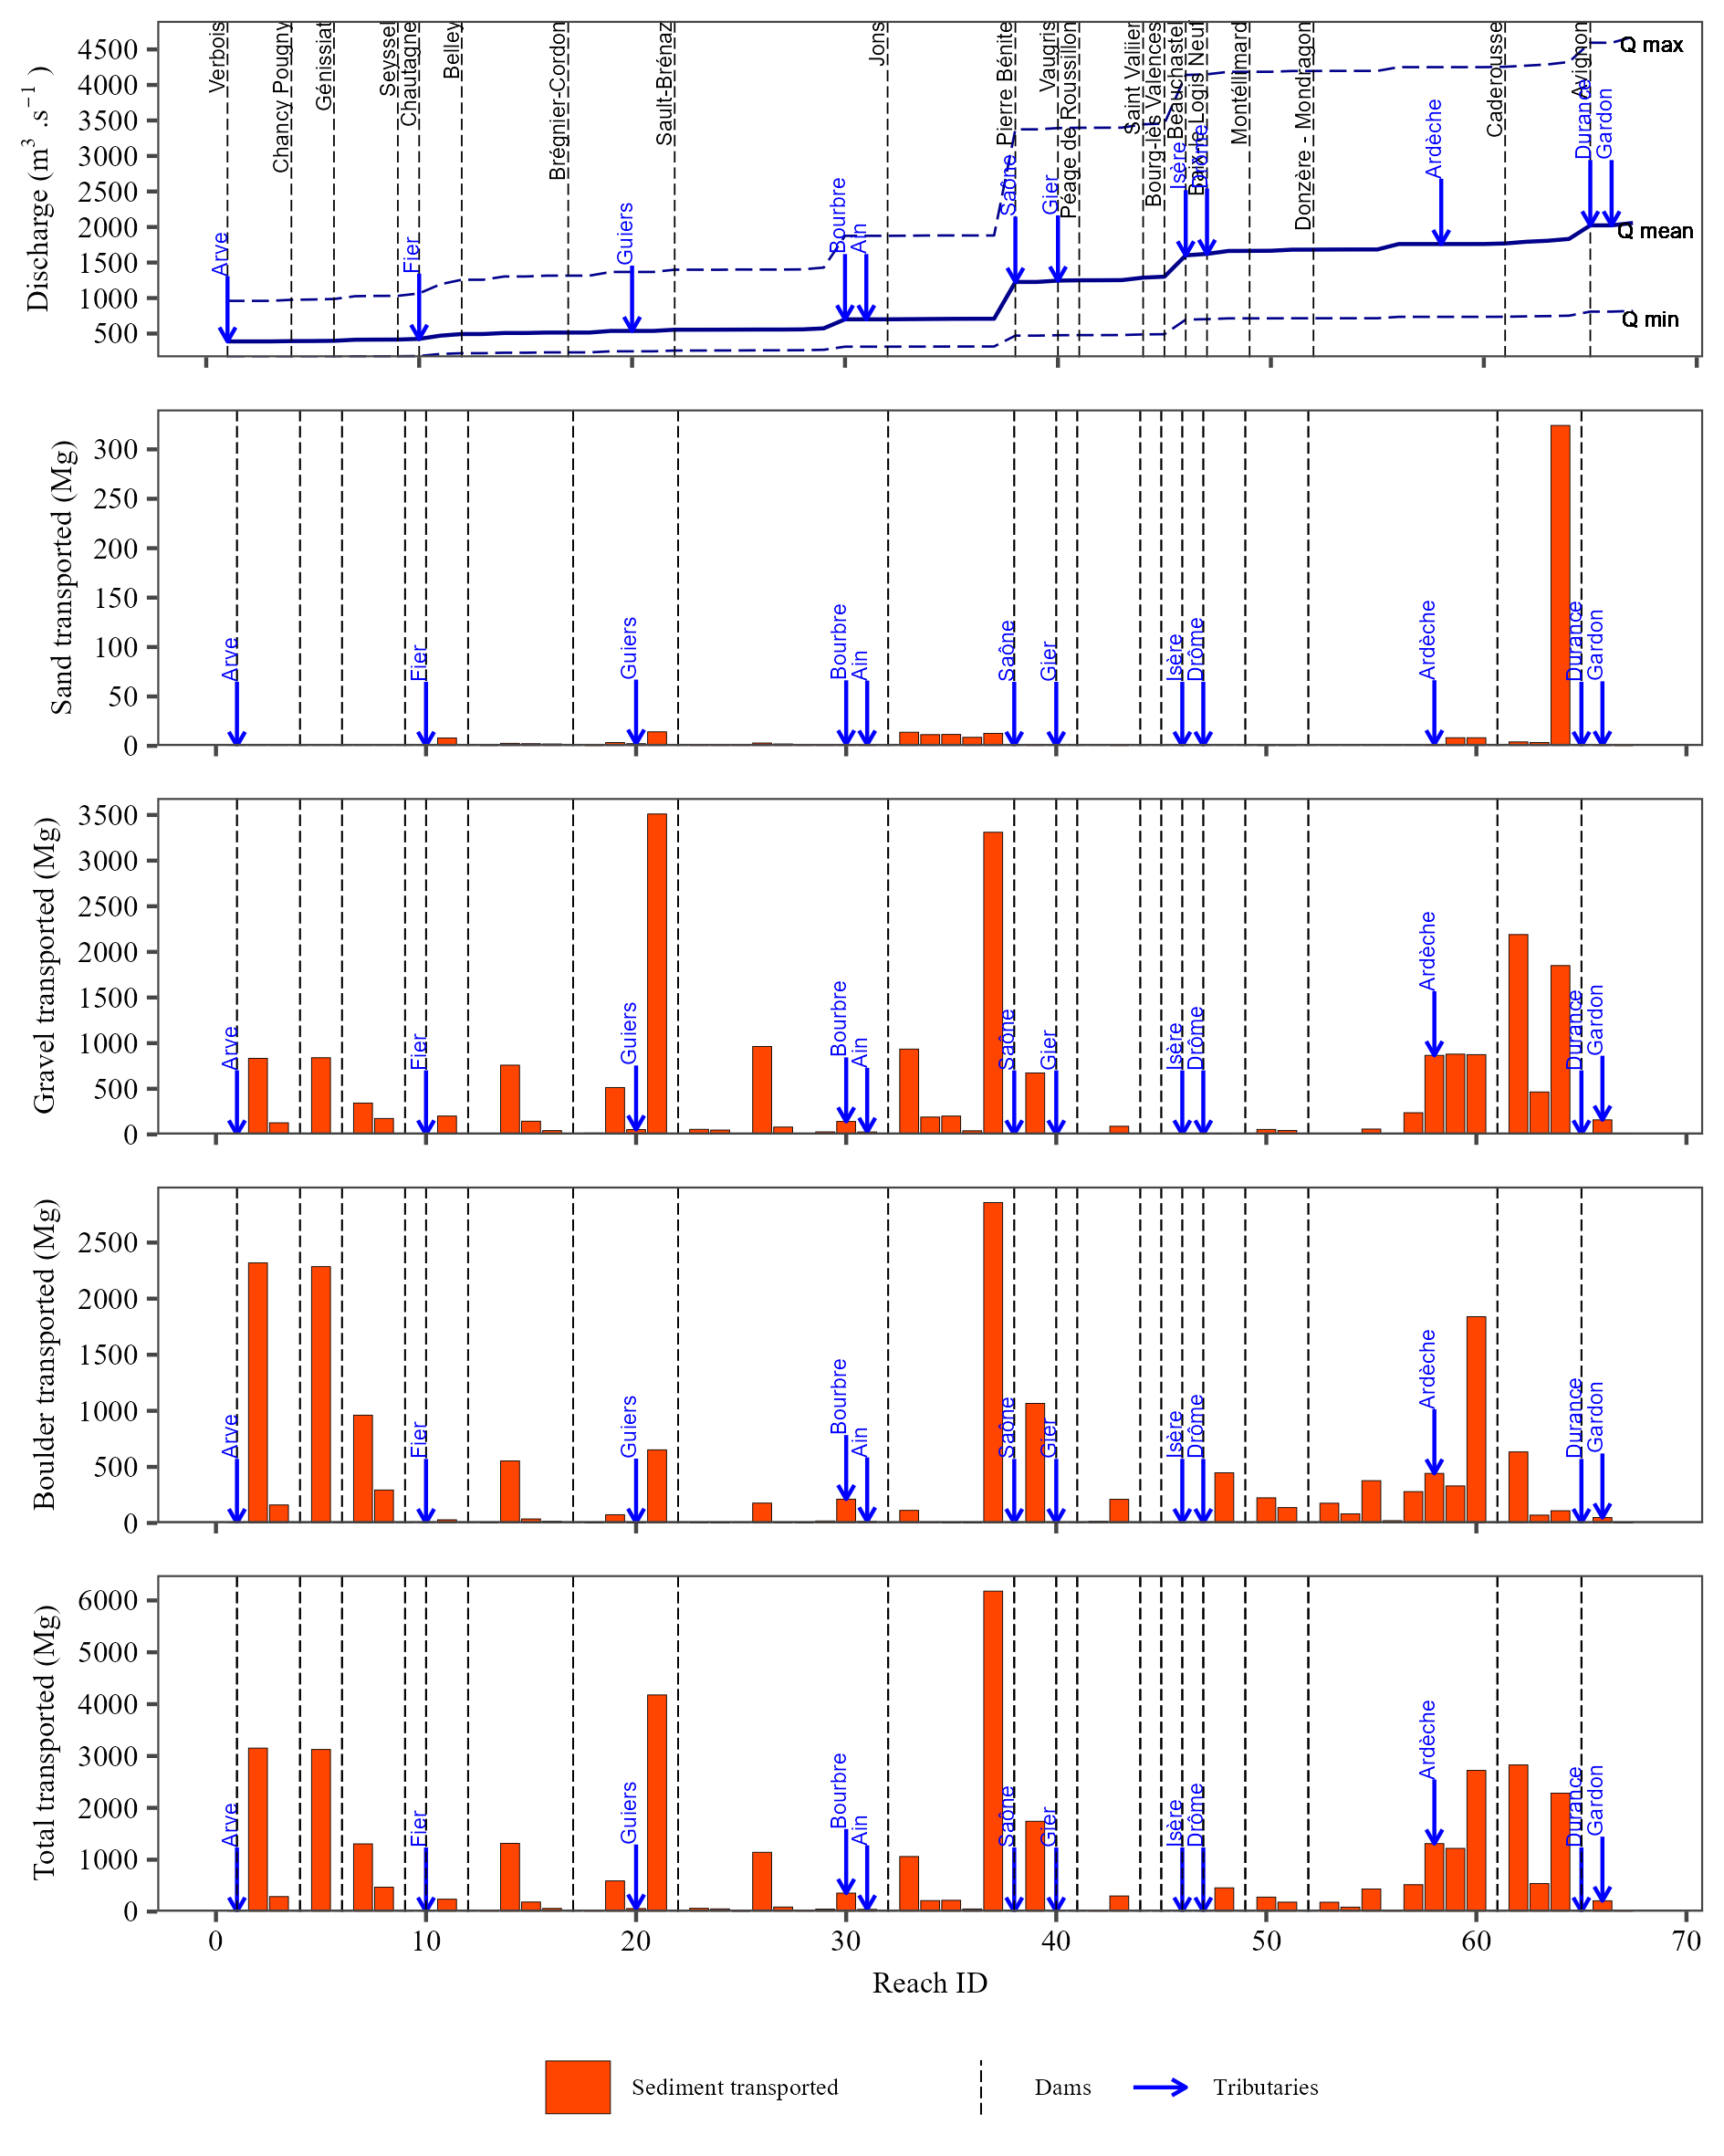 Discharge (m³ .s⁻¹ )
4500
4000
3500
3000
2500
2000
1500
1000
500
Verbois
Chancy Pougny
Génissiat
Seyssel
Chautagne
Belley
Brégnier-Cordon
Sault-Brénaz
Jons
Pierre Bénite
Vaugris
Péage de Roussillon
Saint Vallier
Bourg-lès Valences
Beauchastel
Baix-le-Logis Neuf
Montélimard
Donzère - Mondragon
Caderousse
Avignon
Arve
Fier
Guiers
Bourbre
Ain
Saône
Gier
Isère
Drôme
Ardèche
Durance
Gardon
Q max
Q mean
Q min
Sand transported (Mg)
300
250
200
150
100
50
0
Arve
Fier
Guiers
Bourbre
Ain
Saône
Gier
Isère
Drôme
Ardèche
Durance
Gardon
Gravel transported (Mg)
3500
3000
2500
2000
1500
1000
500
0
Arve
Fier
Guiers
Bourbre
Ain
Saône
Gier
Isère
Drôme
Ardèche
Durance
Gardon
Boulder transported (Mg)
2500
2000
1500
1000
500
0
Arve
Fier
Guiers
Bourbre
Ain
Saône
Gier
Isère
Drôme
Ardèche
Durance
Gardon
Total transported (Mg)
6000
5000
4000
3000
2000
1000
0
Arve
Fier
Guiers
Bourbre
Ain
Saône
Gier
Isère
Drôme
Ardèche
Durance
Gardon
0 10 20 30 40 50 60 70
Reach ID
Sediment transported Dams Tributaries